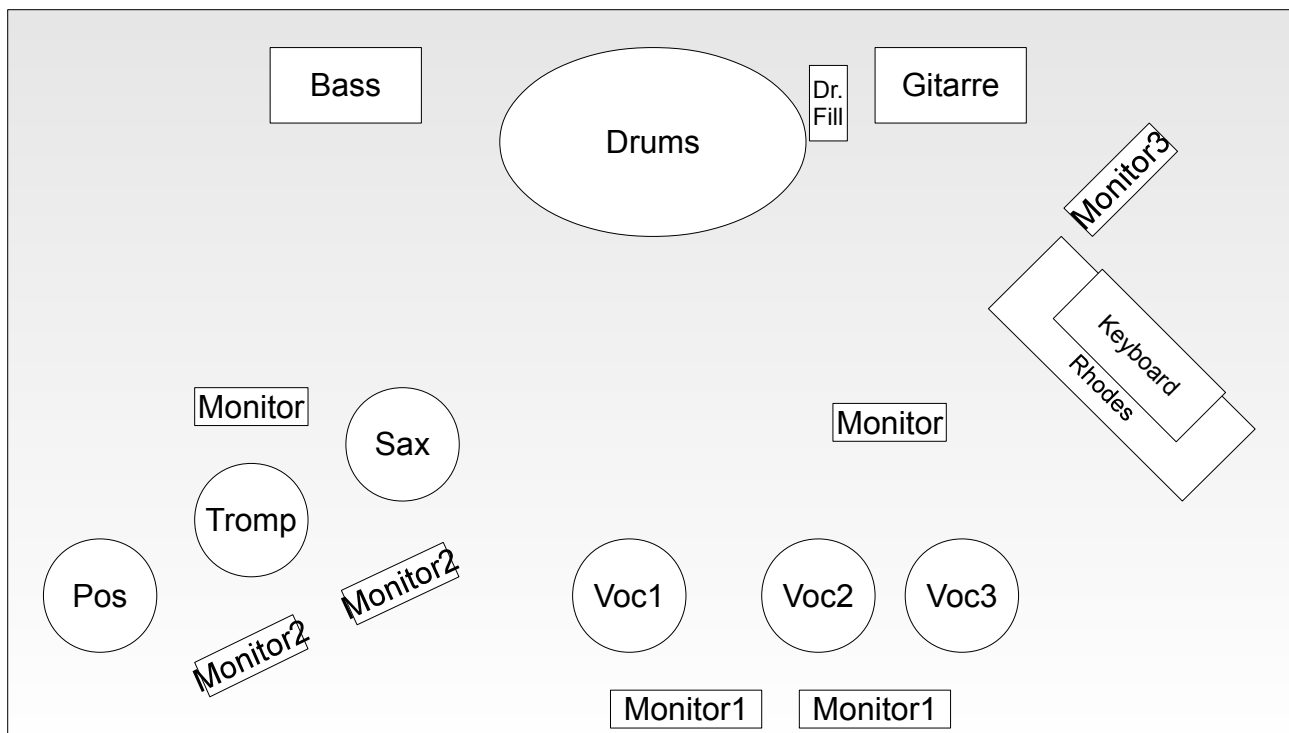 Bass
Drums
Dr.
Fill
Gitarre
Monitor3
Keyboard
Rhodes
Monitor
Sax
Monitor
Tromp
Pos
Monitor2
Monitor2
Voc1
Voc2
Voc3
Monitor1
Monitor1